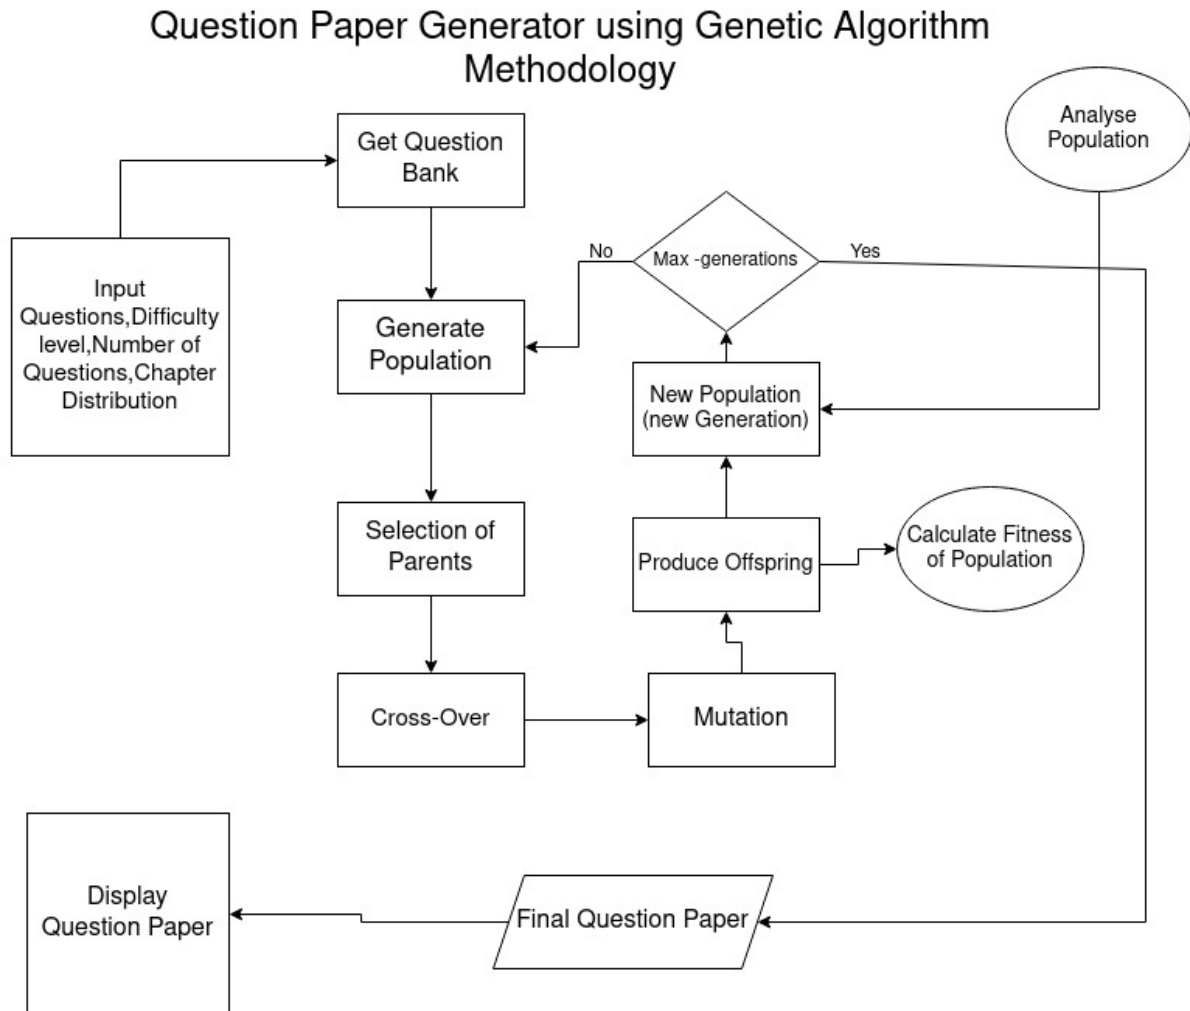 Question Paper Generator using Genetic Algorithm
Methodology
Analyse
Population
Get Question
Bank
No
Max -generations
Yes
Input
Questions,Difficulty
level,Number of
Questions,Chapter
Distribution
Generate
Population
New Population
(new Generation)
Selection of
Parents
Produce Offspring
Calculate Fitness
of Population
Cross-Over
Mutation
Display
Question Paper
Final Question Paper